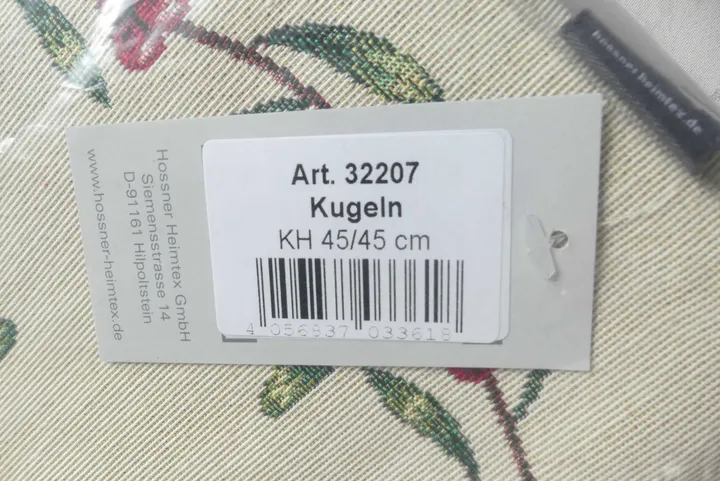 Art. 32207
Kugeln
KH 45/45 cm
4 056837 033618
Hossner Heimtex GmbH
Siemensstrasse 14
D-91161 Hilpoltstein
www.hossner-heimtex.de
hossner heimtex.de